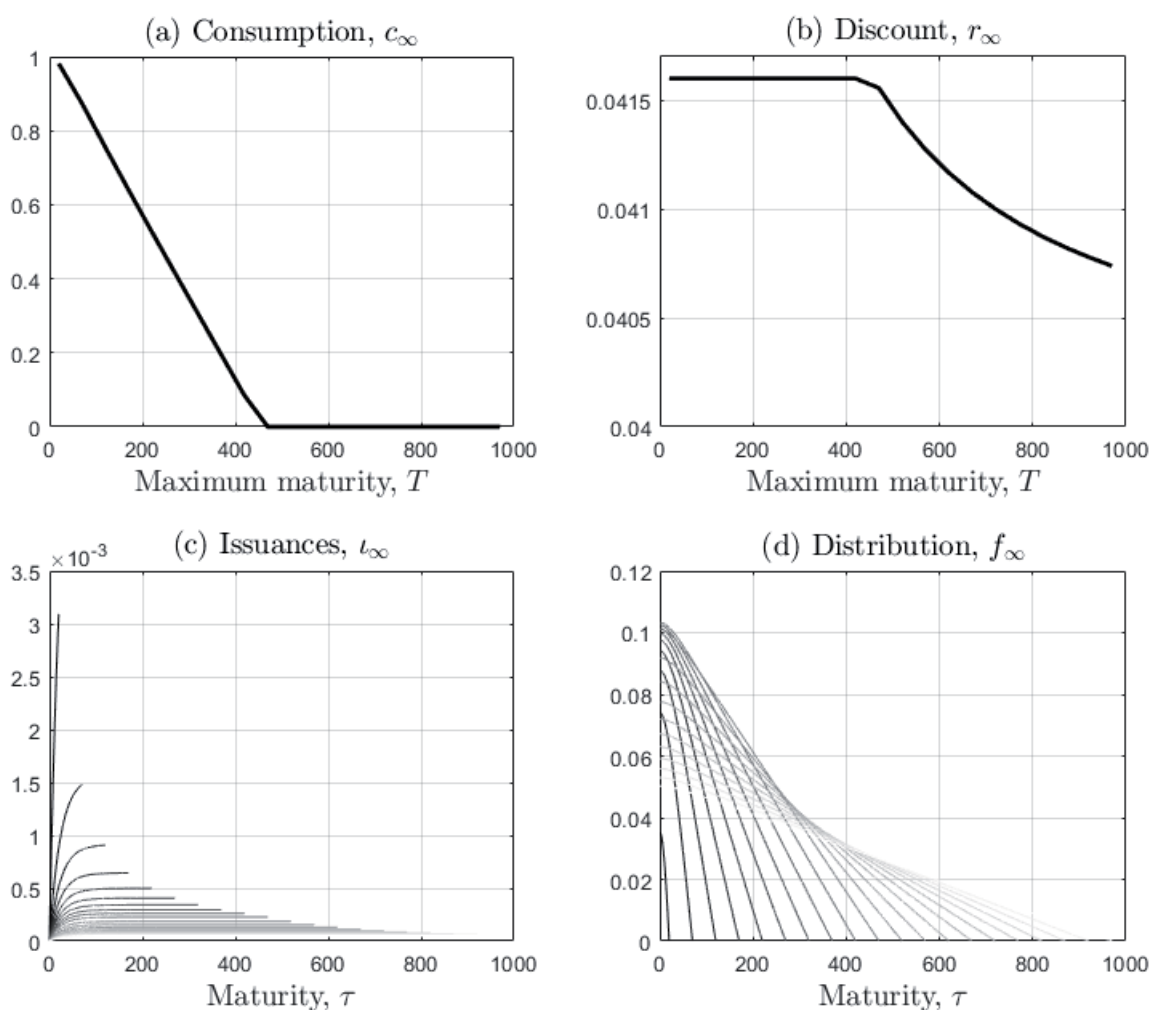 (a) Consumption, c∞
1
0.8
0.6
0.4
0.2
0
0 200 400 600 800 1000
Maximum maturity, T
(b) Discount, r∞
0.0415
0.041
0.0405
0.04
0 200 400 600 800 1000
Maximum maturity, T
(c) Issuances, ι∞
×10⁻³
3.5
3
2.5
2
1.5
1
0.5
0
0 200 400 600 800 1000
Maturity, τ
(d) Distribution, f∞
0.12
0.1
0.08
0.06
0.04
0.02
0
0 200 400 600 800 1000
Maturity, τ